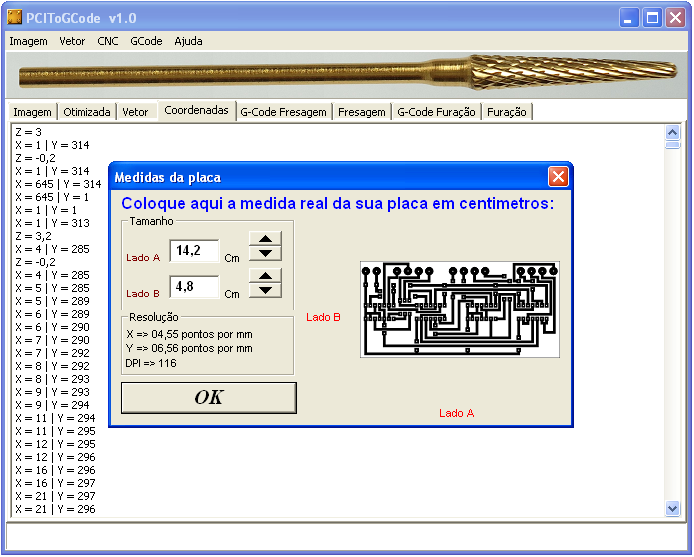 PCIToGCode v1.0
Imagem Vetor CNC GCode Ajuda
Imagem Otimizada Vetor Coordenadas G-Code Fresagem Fresagem G-Code Furação Furação
Z = 3
X = 1 | Y = 314
Z = -0,2
X = 1 | Y = 314
X = 645 | Y = 314
X = 645 | Y = 1
X = 1 | Y = 1
X = 1 | Y = 313
Z = 3,2
X = 4 | Y = 285
Z = -0,2
X = 4 | Y = 285
X = 5 | Y = 285
X = 5 | Y = 289
X = 6 | Y = 289
X = 6 | Y = 290
X = 7 | Y = 290
X = 7 | Y = 292
X = 8 | Y = 292
X = 8 | Y = 293
X = 9 | Y = 293
X = 9 | Y = 294
X = 11 | Y = 294
X = 11 | Y = 295
X = 12 | Y = 295
X = 12 | Y = 296
X = 16 | Y = 296
X = 16 | Y = 297
X = 21 | Y = 297
X = 21 | Y = 296
Medidas da placa
Coloque aqui a medida real da sua placa em centimetros:
Tamanho
Lado A 14,2 Cm
Lado B 4,8 Cm
Resolução
X => 04,55 pontos por mm
Y => 06,56 pontos por mm
DPI => 116
OK
Lado B
Lado A